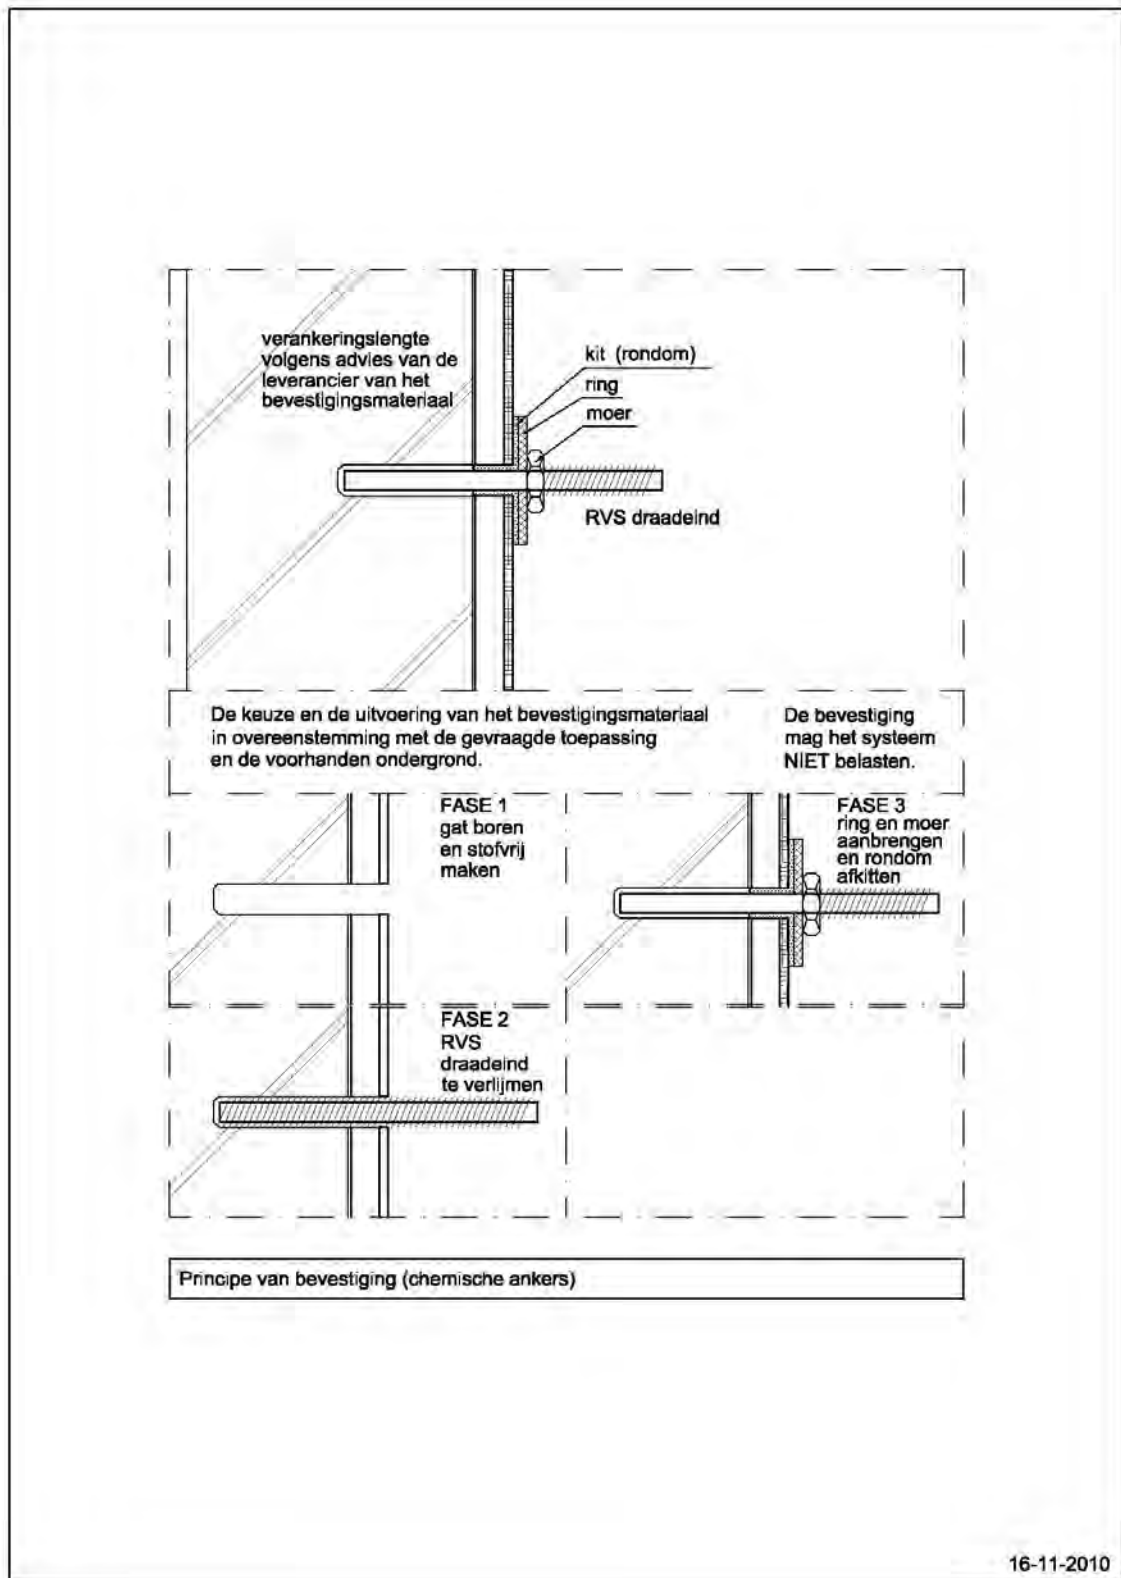 verankeringslengte
volgens advies van de
leverancier van het
bevestigingsmateriaal
kit (rondom)
ring
moer
RVS draadeind
De keuze en de uitvoering van het bevestigingsmateriaal
in overeenstemming met de gevraagde toepassing
en de voorhanden ondergrond.
De bevestiging
mag het systeem
NIET belasten.
FASE 1
gat boren
en stofvrij
maken
FASE 3
ring en moer
aanbrengen
en rondom
afkitten
FASE 2
RVS
draadeind
te verlijmen
Principe van bevestiging (chemische ankers)
16-11-2010